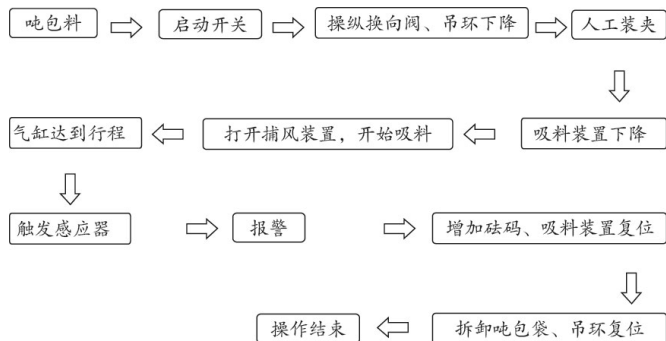 吨包料
启动开关
操纵换向阀、吊环下降
人工装夹
吸料装置下降
打开捕风装置，开始吸料
气缸达到行程
触发感应器
报警
增加砝码、吸料装置复位
拆卸吨包袋、吊环复位
操作结束